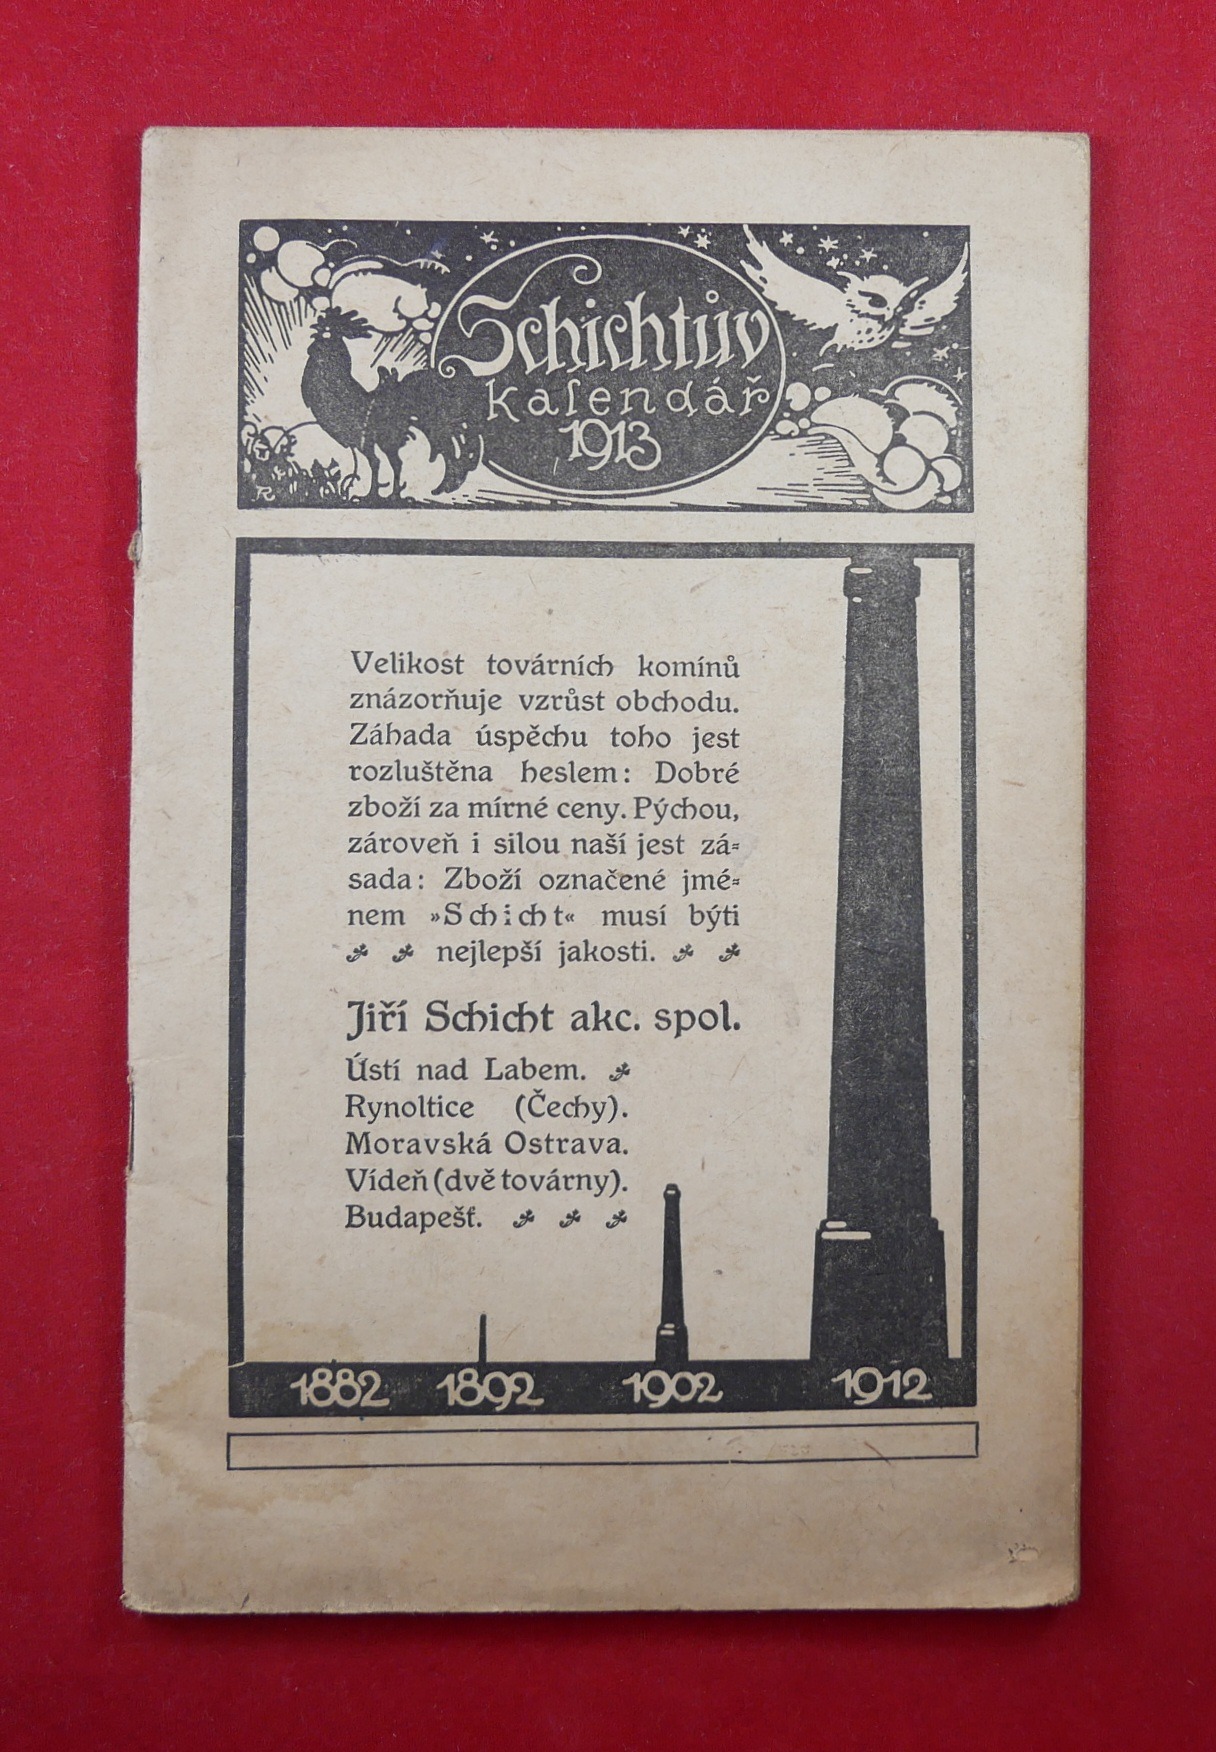 Schichtův
kalendář
1913
Velikost továrních komínů
znázorňuje vzrůst obchodu.
Záhada úspěchu toho jest
rozluštěna heslem: Dobré
zboží za mírné ceny. Pýchou,
zároveň i silou naší jest zá-
sada: Zboží označené jmé-
nem »Schicht« musí býti
nejlepší jakosti.
Jiří Schicht akc. spol.
Ústí nad Labem.
Rynoltice (Čechy).
Moravská Ostrava.
Vídeň (dvě továrny).
Budapešť.
1882 1892 1902 1912